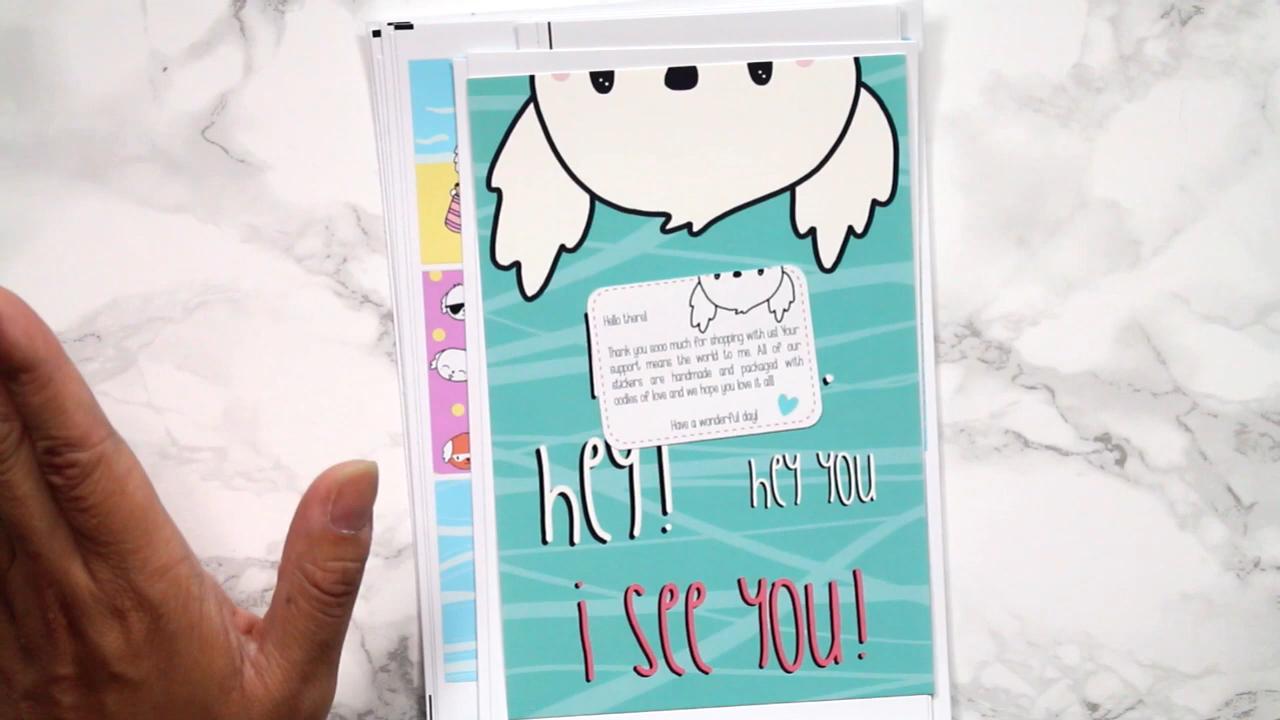 Hello there!
Thank you sooo much for shopping with us! Your
support means the world to me. All of our
stickers are handmade and packaged with
oodles of love and we hope you love it all!
Have a wonderful day!
hey!
hey you
i see you!